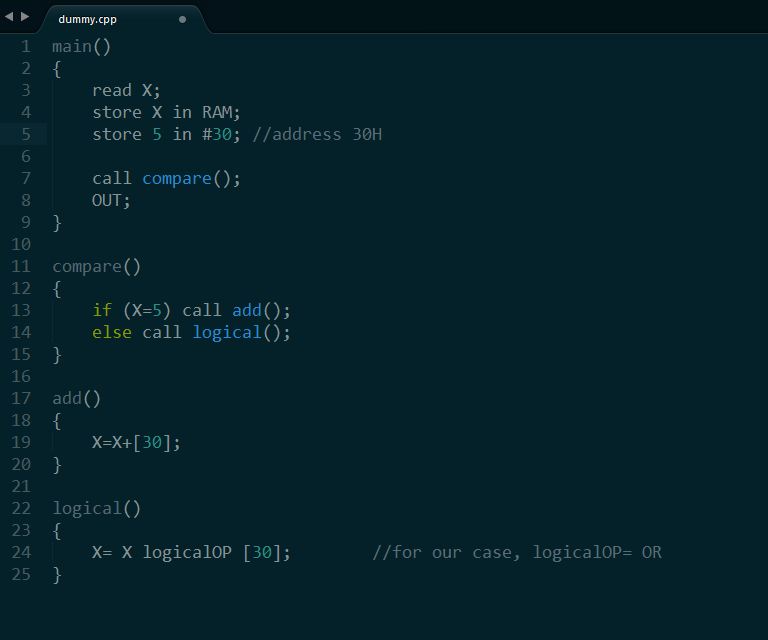 dummy.cpp
1 main()
2 {
3 read X;
4 store X in RAM;
5 store 5 in #30; //address 30H
6
7 call compare();
8 OUT;
9 }
10
11 compare()
12 {
13 if (X=5) call add();
14 else call logical();
15 }
16
17 add()
18 {
19 X=X+[30];
20 }
21
22 logical()
23 {
24 X= X logicalOP [30]; //for our case, logicalOP= OR
25 }